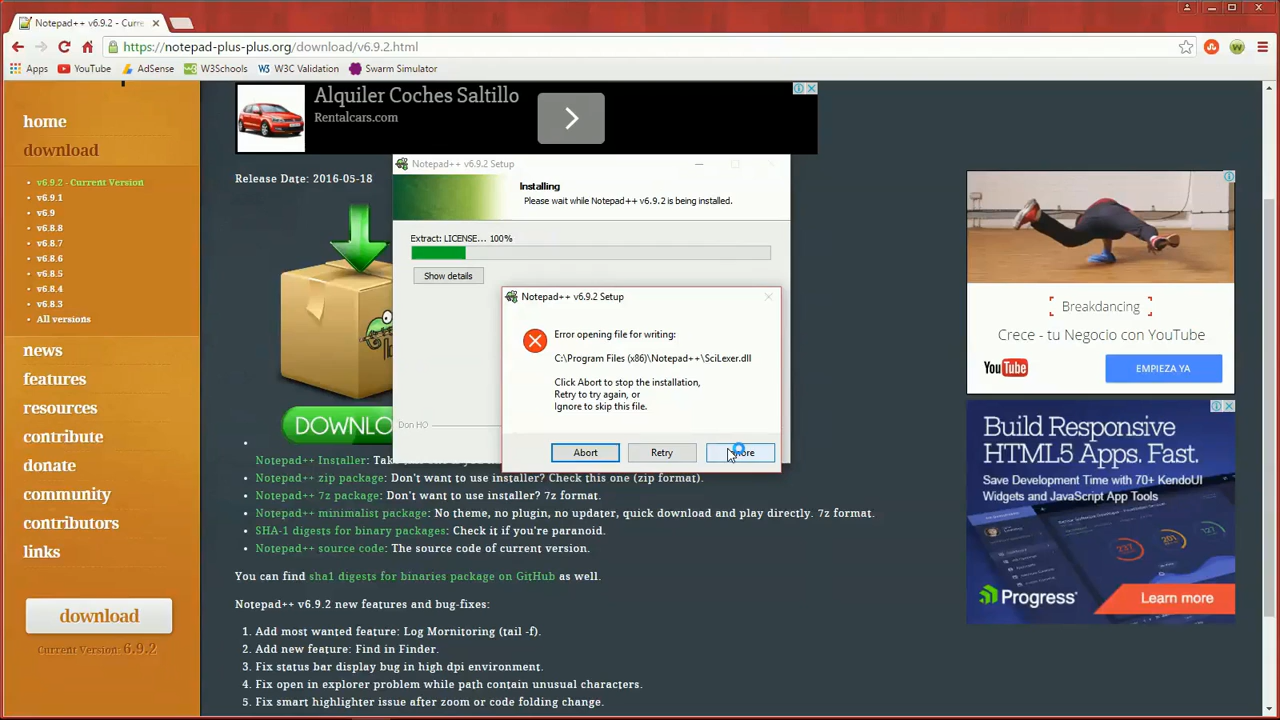 Notepad++ v6.9.2 - Curre
https://notepad-plus-plus.org/download/v6.9.2.html
Apps YouTube AdSense W3Schools W3C Validation Swarm Simulator
home
download
v6.9.2 - Current Version
v6.9.1
v6.9
v6.8.8
v6.8.7
v6.8.6
v6.8.5
v6.8.4
v6.8.3
All versions
news
features
resources
contribute
donate
community
contributors
links
download
Current Version: 6.9.2
Alquiler Coches Saltillo
Rentalcars.com
Release Date: 2016-05-18
DOWNLO
Notepad++ v6.9.2 Setup
Installing
Please wait while Notepad++ v6.9.2 is being installed.
Extract: LICENSE... 100%
Show details
Don HO
Notepad++ v6.9.2 Setup
Error opening file for writing:
C:\Program Files (x86)\Notepad++\SciLexer.dll
Click Abort to stop the installation,
Retry to try again, or
Ignore to skip this file.
Abort Retry ore
Notepad++ Installer: Take
Notepad++ zip package: Don't want to use installer? Check this one (zip format).
Notepad++ 7z package: Don't want to use installer? 7z format.
Notepad++ minimalist package: No theme, no plugin, no updater, quick download and play directly. 7z format.
SHA-1 digests for binary packages: Check it if you're paranoid.
Notepad++ source code: The source code of current version.
You can find sha1 digests for binaries package on GitHub as well.
Notepad++ v6.9.2 new features and bug-fixes:
1. Add most wanted feature: Log Mornitoring (tail -f).
2. Add new feature: Find in Finder.
3. Fix status bar display bug in high dpi environment.
4. Fix open in explorer problem while path contain unusual characters.
5. Fix smart highlighter issue after zoom or code folding change.
Breakdancing
Crece - tu Negocio con YouTube
YouTube EMPIEZA YA
Build Responsive
HTML5 Apps. Fast.
Save Development Time with 70+ KendoUI
Widgets and JavaScript App Tools
237
201
127
Progress Learn more